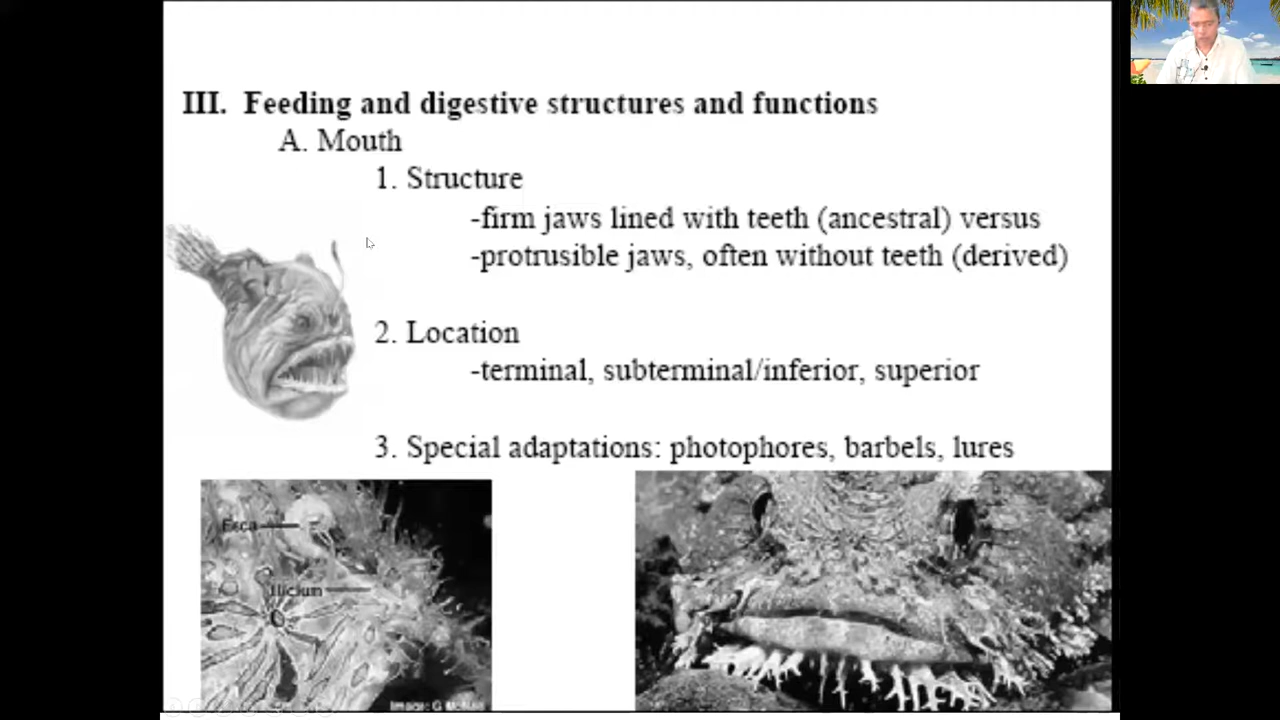 III. Feeding and digestive structures and functions
A. Mouth
1. Structure
-firm jaws lined with teeth (ancestral) versus
-protrusible jaws, often without teeth (derived)
2. Location
-terminal, subterminal/inferior, superior
3. Special adaptations: photophores, barbels, lures
Esca
Illicium
Image: G